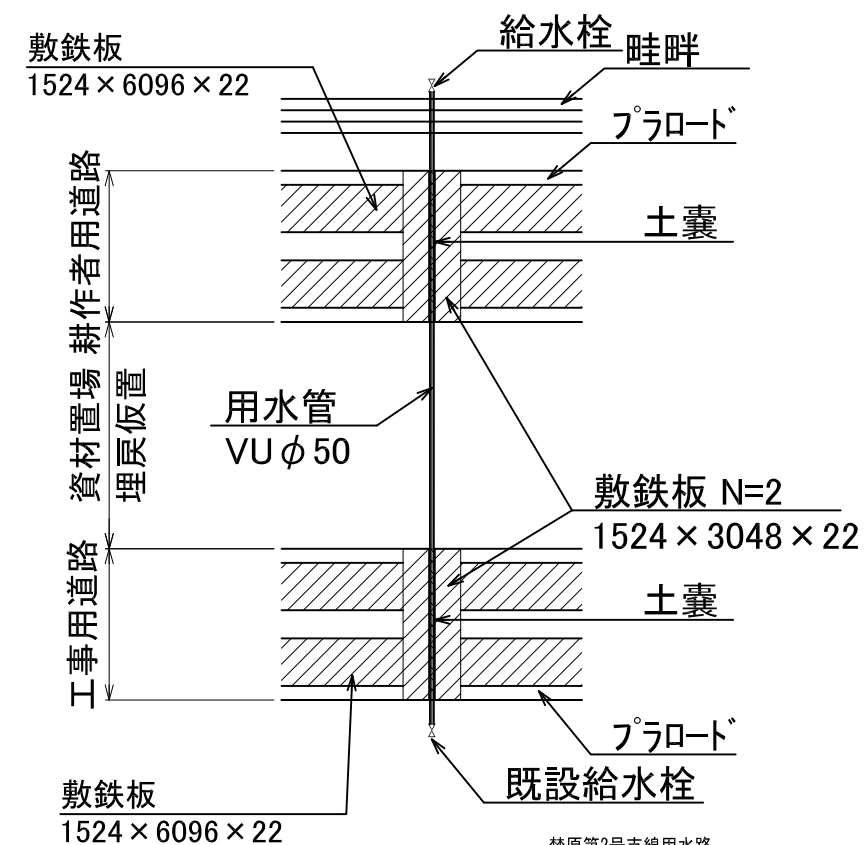 給水栓
畦畔
敷鉄板
1524×6096×22
プラロード
土嚢
耕作者用道路
資材置場
埋戻仮置
用水管
VUφ50
敷鉄板 N=2
1524×3048×22
工事用道路
土嚢
プラロード
既設給水栓
敷鉄板
1524×6096×22